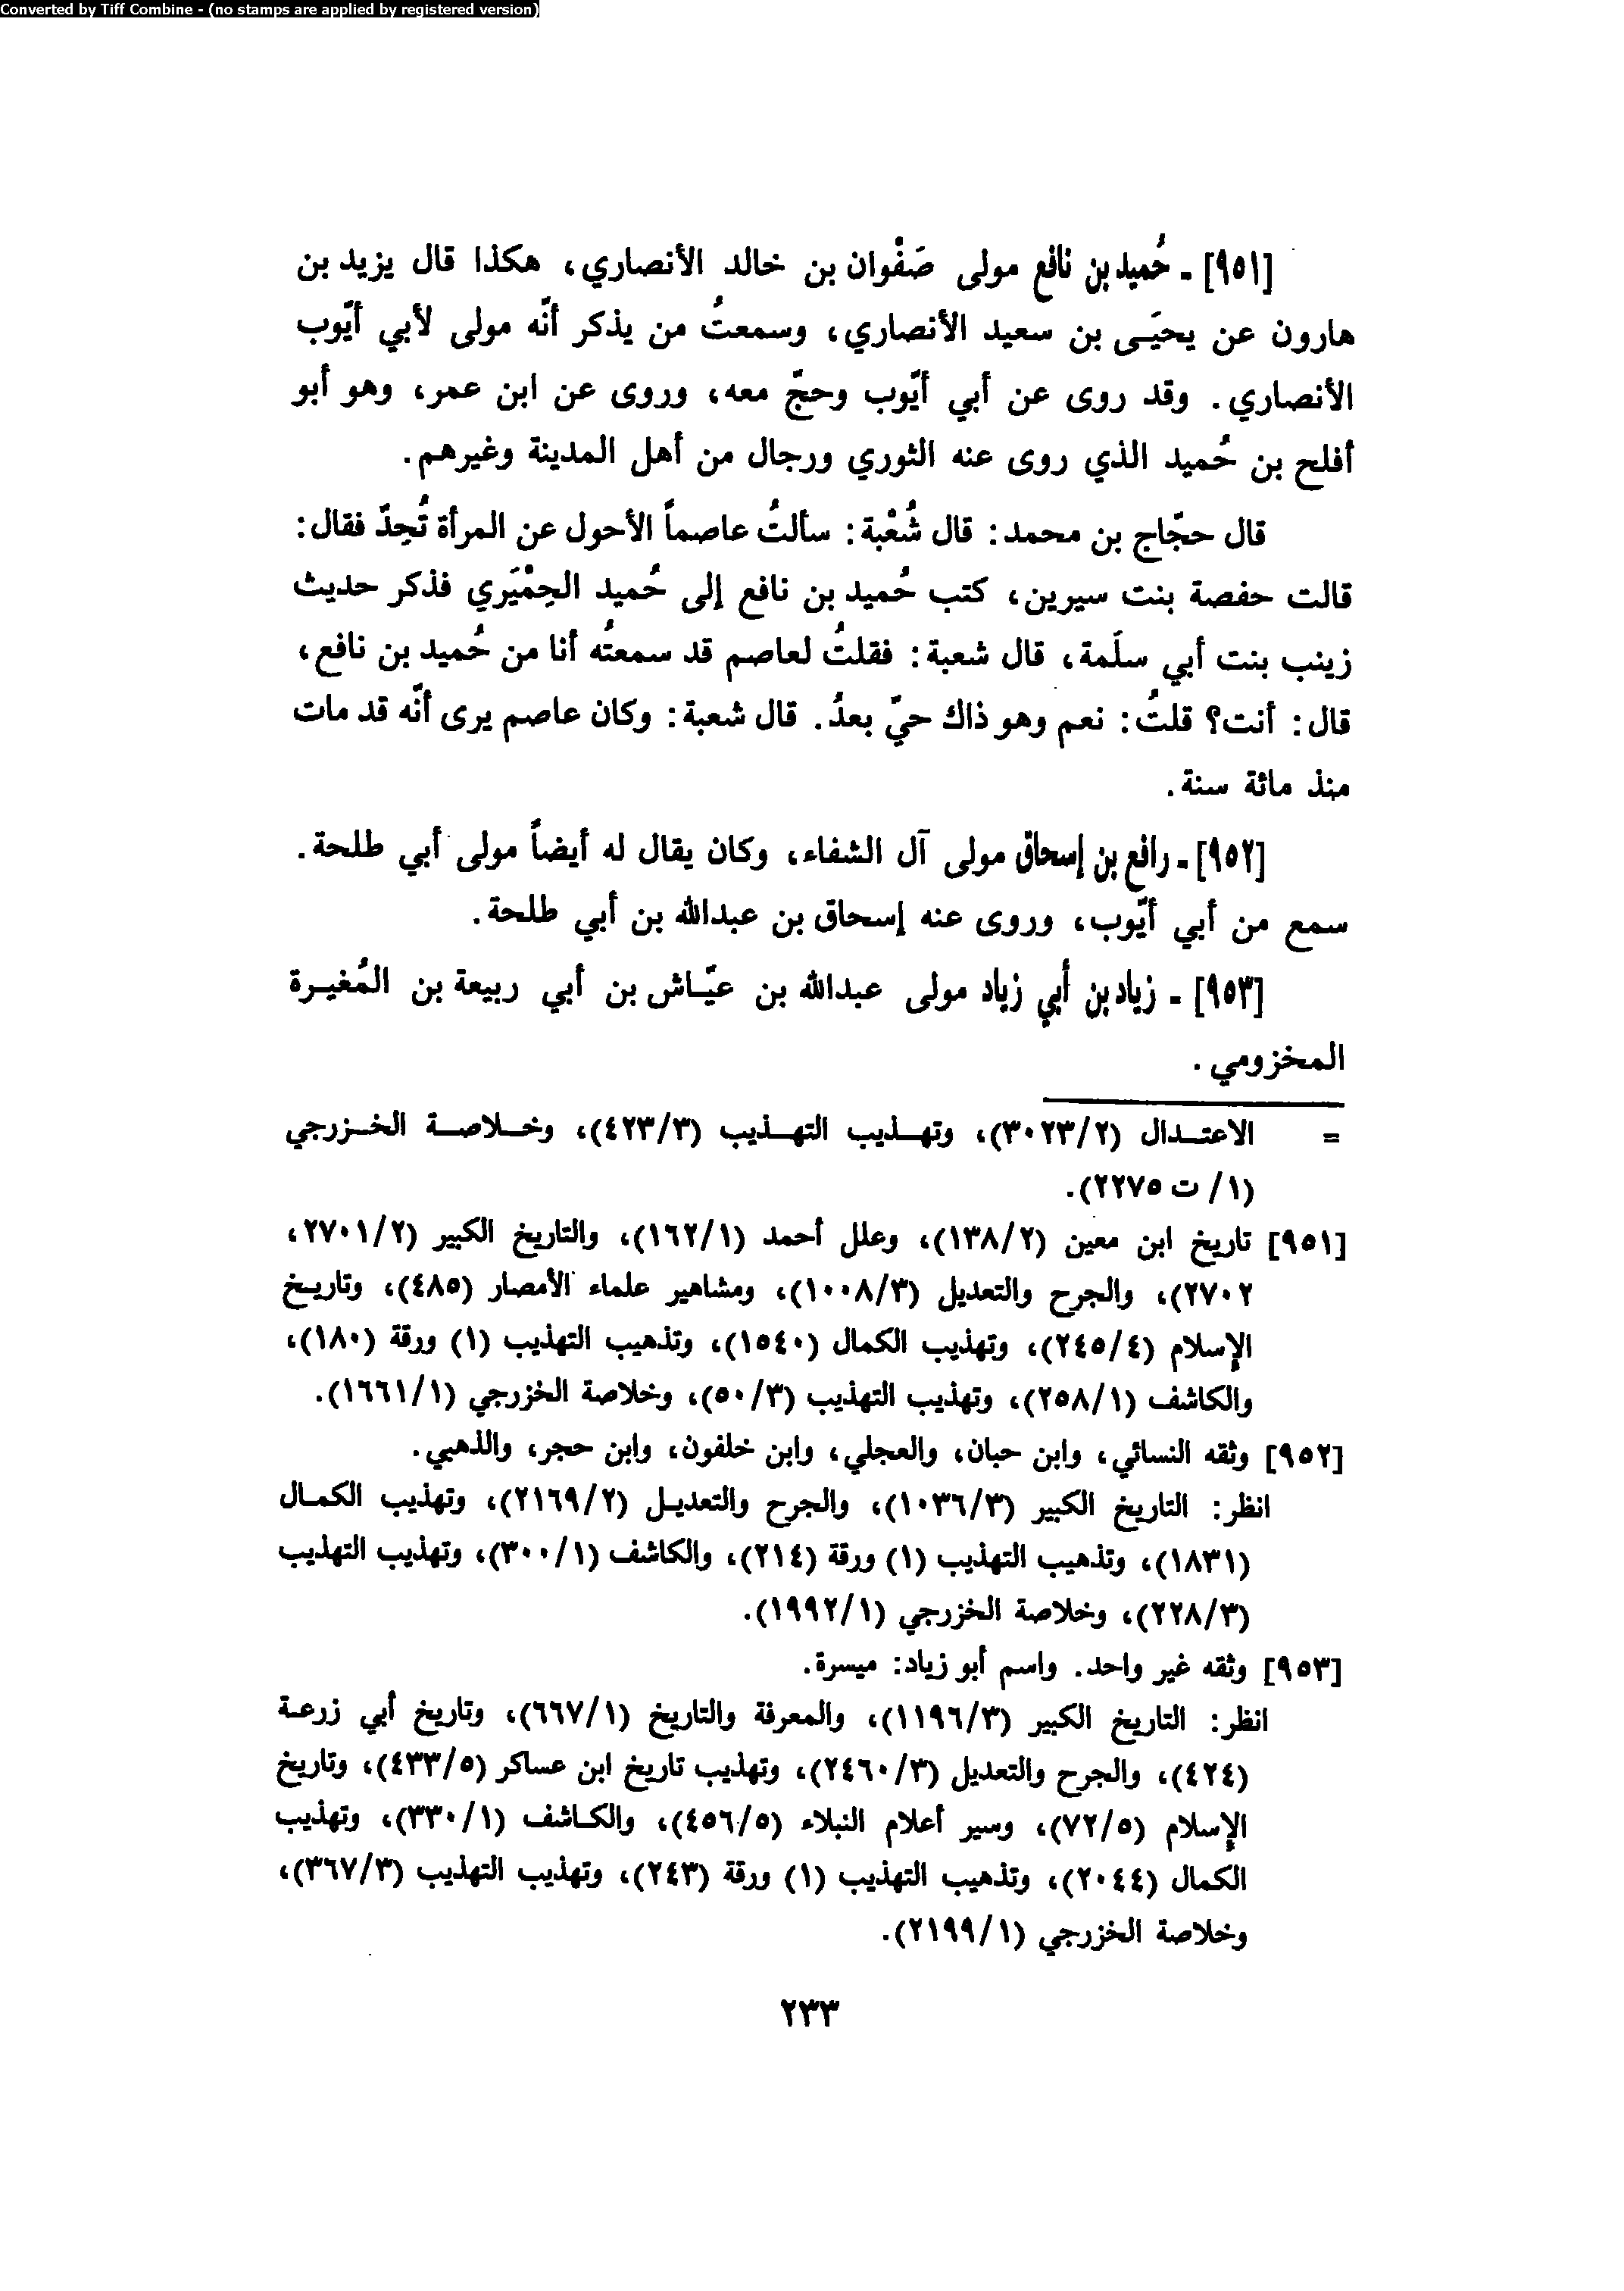 Converted by Tiff Combine - (no stamps are applied by registered version)
[٩٥١] - حُميد بن نافع مولى صَفْوان بن خالد الأنصاري، هكذا قال يزيد بن
هارون عن يحيَـى بن سعيد الأنصاري، وسمعتُ من يذكر أنّه مولى لأبي أيّوب
الأنصاري. وقد روى عن أبي أيّوب وحجّ معه، وروى عن ابن عمر، وهو أبو
أفلح بن حُميد الذي روى عنه الثوري ورجال من أهل المدينة وغيرهم.
قال حجّاج بن محمد: قال شُعْبة: سألتُ عاصماً الأحول عن المرأة تُحِدّ فقال:
قالت حفصة بنت سيرين، كتب حُميد بن نافع إلى حُميد الحِمْيَري فذكر حديث
زينب بنت أبي سلَمة، قال شعبة: فقلتُ لعاصم قد سمعتُه أنا من حُميد بن نافع،
قال: أنت؟ قلتُ: نعم وهو ذاك حيّ بعدُ. قال شعبة: وكان عاصم يرى أنّه قد مات
منذ مائة سنة.
[٩٥٢] - رافع بن إسحاق مولى آل الشفاء، وكان يقال له أيضاً مولى أبي طلحة.
سمع من أبي أيّوب، وروى عنه إسحاق بن عبدالله بن أبي طلحة.
[٩٥٣] - زياد بن أبي زياد مولى عبدالله بن عيّـاش بن أبي ربيعة بن المُغيـرة
المخزومي.
= الاعتـدال (٣٠٢٣/٢)، وتهـذيب التهـذيب (٤٢٣/٣)، وخـلاصـة الخـزرجي
(١/ ت ٢٢٧٥).
[٩٥١] تاريخ ابن معين (١٣٨/٢)، وعلل أحمد (١٦٢/١)، والتاريخ الكبير (٢٧٠١/٢،
٢٧٠٢)، والجرح والتعديل (١٠٠٨/٣)، ومشاهير علماء الأمصار (٤٨٥)، وتاريـخ
الإسلام (٢٤٥/٤)، وتهذيب الكمال (١٥٤٠)، وتذهيب التهذيب (١) ورقة (١٨٠)،
والكاشف (٢٥٨/١)، وتهذيب التهذيب (٥٠/٣)، وخلاصة الخزرجي (١٦٦١/١).
[٩٥٢] وثقه النسائي، وابن حبان، والعجلي، وابن خلفون، وابن حجر، والذهبي.
انظر: التاريخ الكبير (١٠٣٦/٣)، والجرح والتعديـل (٢١٦٩/٢)، وتهذيب الكمـال
(١٨٣١)، وتذهيب التهذيب (١) ورقة (٢١٤)، والكاشف (٣٠٠/١)، وتهذيب التهذيب
(٢٢٨/٣)، وخلاصة الخزرجي (١٩٩٢/١).
[٩٥٣] وثقه غير واحد. واسم أبو زياد: ميسرة.
انظر: التاريخ الكبير (١١٩٦/٣)، والمعرفة والتاريخ (٦٦٧/١)، وتاريخ أبي زرعـة
(٤٢٤)، والجرح والتعديل (٢٤٦٠/٣)، وتهذيب تاريخ ابن عساكر (٤٣٣/٥)، وتاريخ
الإسلام (٧٢/٥)، وسير أعلام النبلاء (٤٥٦/٥)، والكـاشف (٣٣٠/١)، وتهذيب
الكمال (٢٠٤٤)، وتذهيب التهذيب (١) ورقة (٢٤٣)، وتهذيب التهذيب (٣٦٧/٣)،
وخلاصة الخزرجي (٢١٩٩/١).
٢٣٣